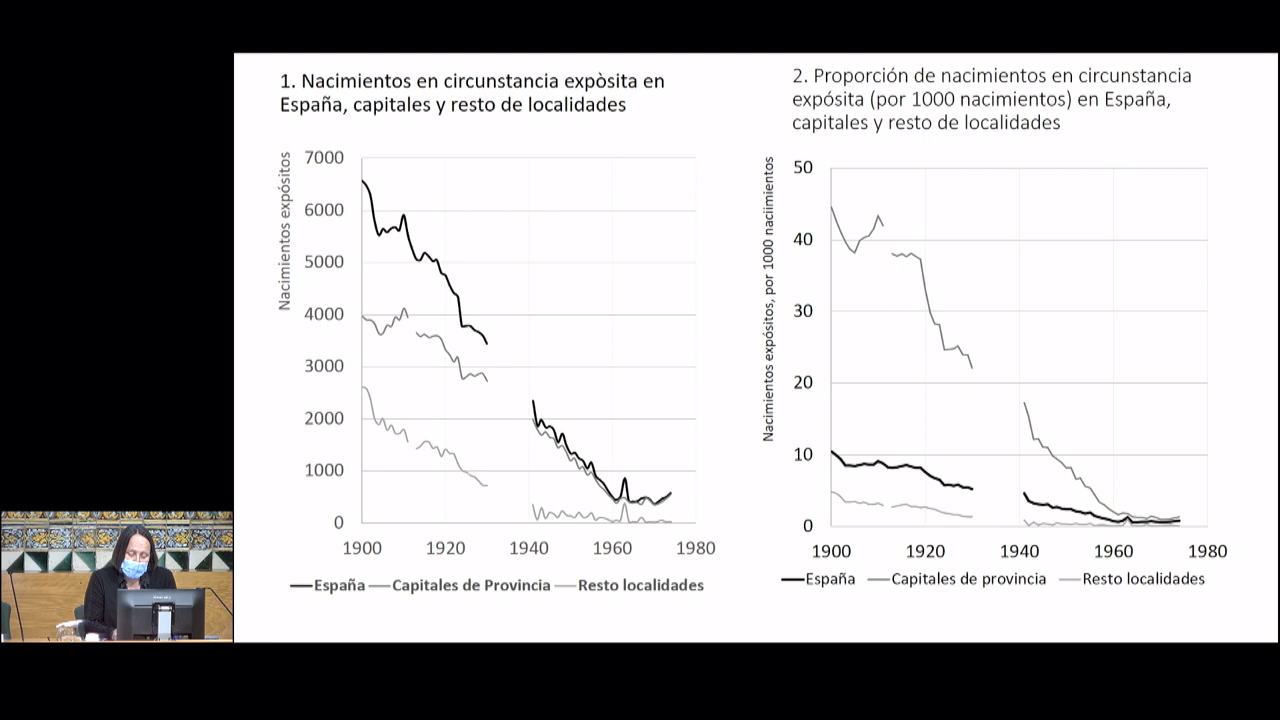 1. Nacimientos en circunstancia expòsita en
España, capitales y resto de localidades
Nacimientos expósitos
7000
6000
5000
4000
3000
2000
1000
0
1900 1920 1940 1960 1980
España Capitales de Provincia Resto localidades
2. Proporción de nacimientos en circunstancia
expósita (por 1000 nacimientos) en España,
capitales y resto de localidades
Nacimientos expósitos, por 1000 naciimientos
50
40
30
20
10
0
1900 1920 1940 1960 1980
España Capitales de provincia Resto localidades